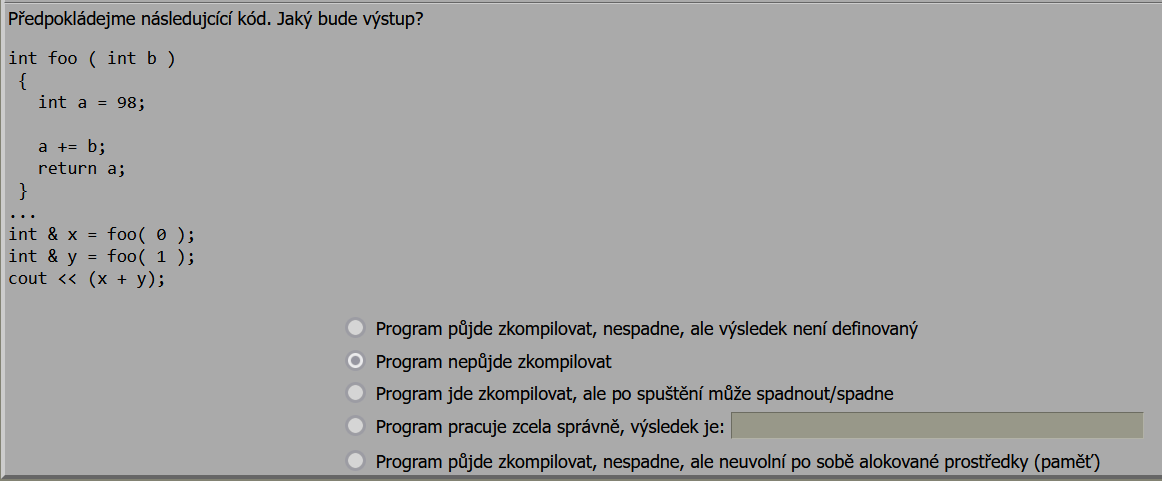 Předpokládejme následujcící kód. Jaký bude výstup?
int foo ( int b )
{
int a = 98;
a += b;
return a;
}
...
int & x = foo( 0 );
int & y = foo( 1 );
cout << (x + y);
Program půjde zkompilovat, nespadne, ale výsledek není definovaný
Program nepůjde zkompilovat
Program jde zkompilovat, ale po spuštění může spadnout/spadne
Program pracuje zcela správně, výsledek je:
Program půjde zkompilovat, nespadne, ale neuvolní po sobě alokované prostředky (paměť)